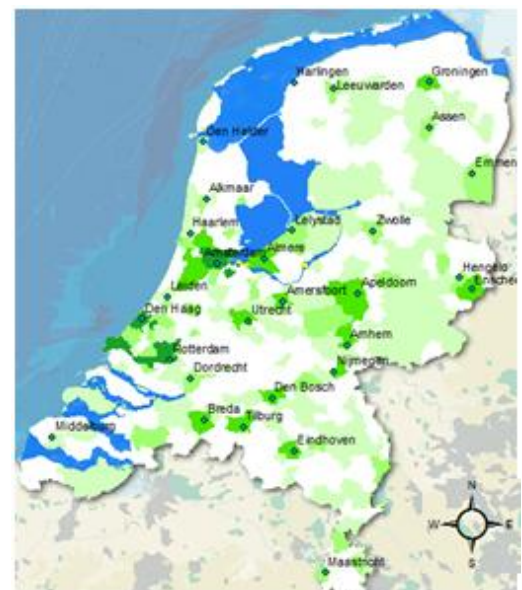 Harlingen
Groningen
Leeuwarden
Assen
Den Helder
Emmen
Alkmaar
Haarlem
Lelystad
Zwolle
Amsterdam
Almere
Hengelo
Enschede
Leiden
Amersfoort
Apeldoorn
Den Haag
Utrecht
Arnhem
Rotterdam
Nijmegen
Dordrecht
Den Bosch
Breda
Tilburg
Middelburg
Eindhoven
N
W
E
S
Maastricht